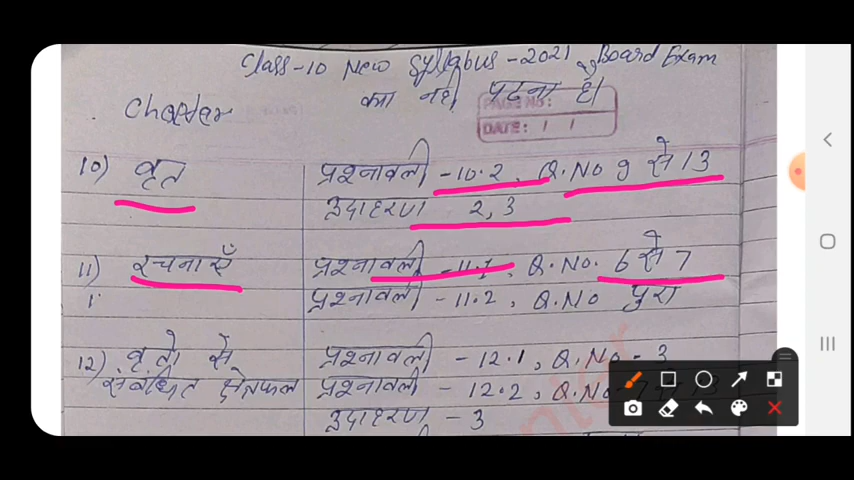 Class-10 New Syllabus-2021, Board Exam
का नहीं पढना है।
Chapter
PAGE NO:
DATE: / /
10) वृत प्रश्नावली -10.2, Q.No 9 से 13
उदाहरण 2, 3
11) रचनाएँ प्रश्नावली -11.1, Q.No. 6 से 7
प्रश्नावली -11.2, Q.No पुरा
12) वृतो से प्रश्नावली -12.1, Q.No - 3
संबंधित क्षेत्रफल प्रश्नावली -12.2, Q.No
उदाहरण -3